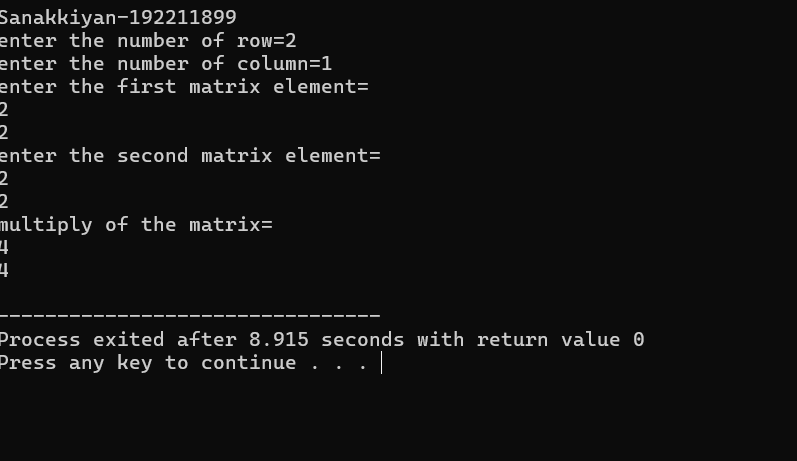 Sanakkiyan-192211899
enter the number of row=2
enter the number of column=1
enter the first matrix element=
2
2
enter the second matrix element=
2
2
multiply of the matrix=
4
4
--------------------------------
Process exited after 8.915 seconds with return value 0
Press any key to continue . . .